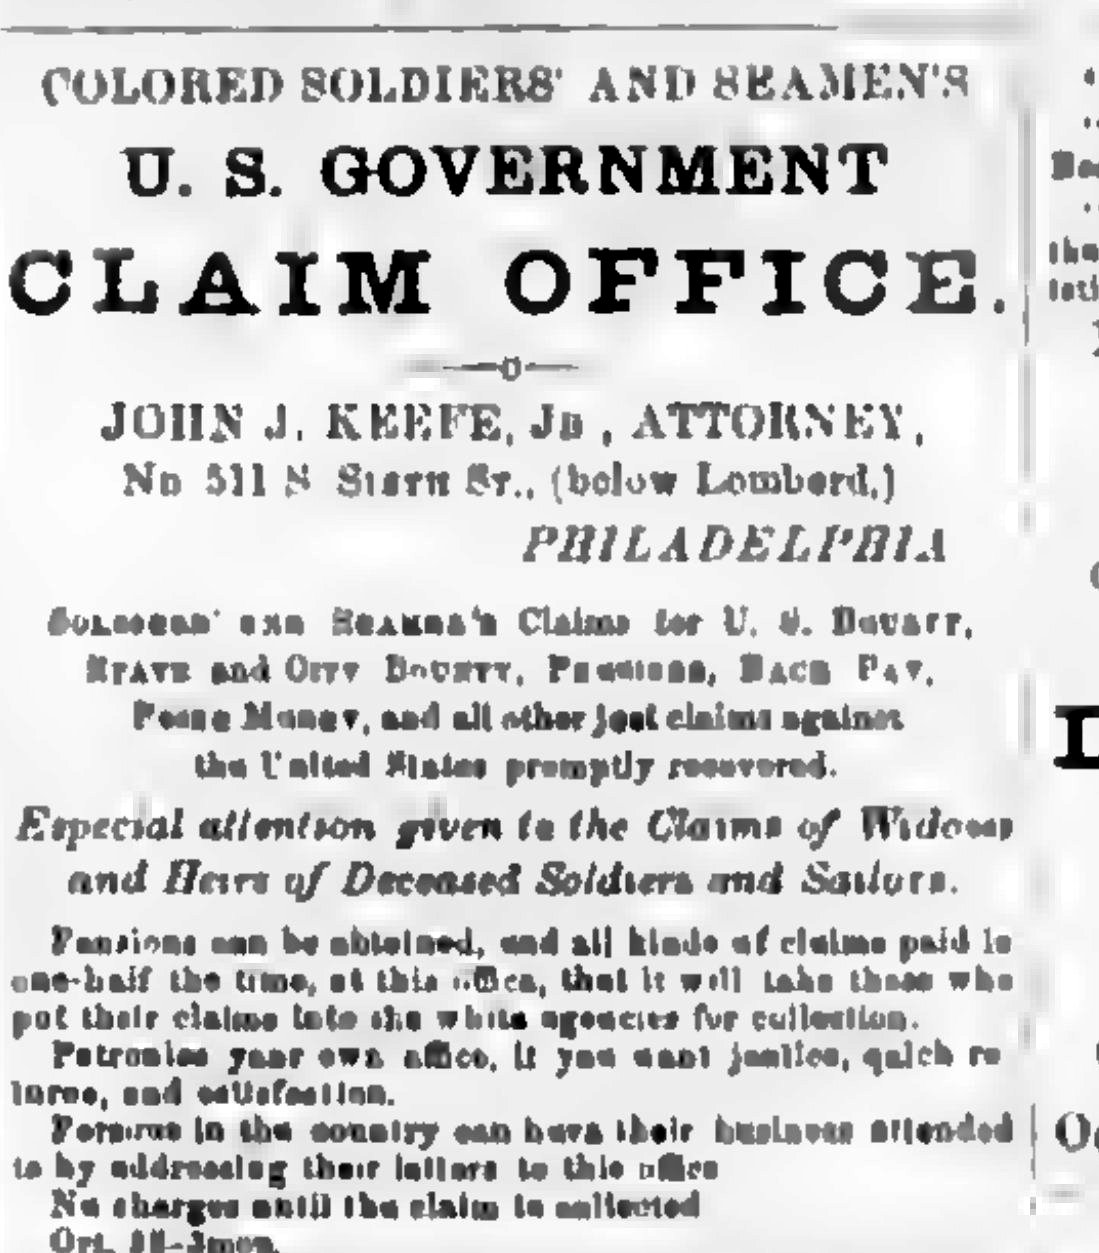 COLORED SOLDIERS' AND SEAMEN'S
U. S. GOVERNMENT
CLAIM OFFICE.
JOHN J. KEEFE, JR, ATTORNEY,
No 511 S SIXTH ST., (below Lombard,)
PHILADELPHIA
SOLDIERS' AND SEAMEN'S Claims for U. S. BOUNTY,
STATE and CITY BOUNTY, PENSIONS, BACK PAY,
PRIZE MONEY, and all other just claims against
the United States promptly recovered.
Especial attention given to the Claims of Widows
and Heirs of Deceased Soldiers and Sailors.
Pensions can be obtained, and all kinds of claims paid in
one-half the time, at this office, that it will take those who
put their claims into the white agencies for collection.
Patronize your own office, if you want justice, quick re
turns, and satisfaction.
Persons in the country can have their business attended
to by addressing their letters to this office
No charges until the claim is collected
Oct.